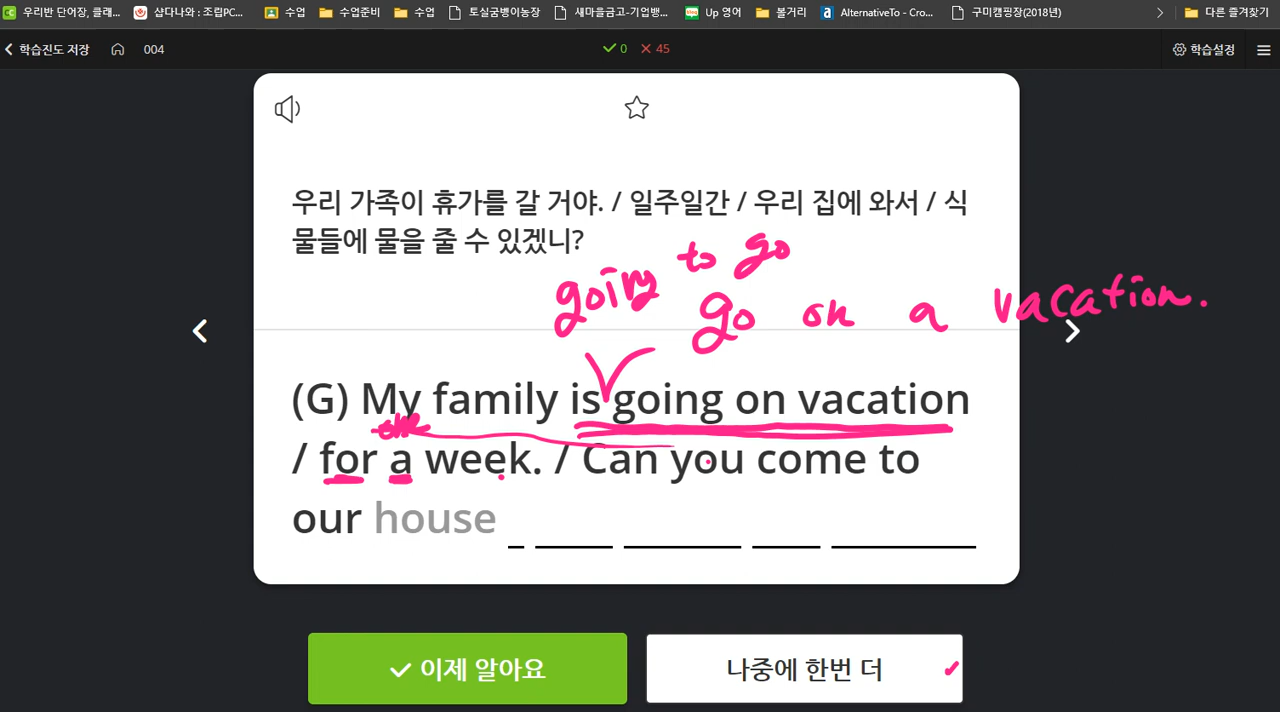 우리반 단어장, 클래... 샵다나와 : 조립PC... 수업 수업준비 수업 토실굼벵이농장 새마을금고-기업뱅... Up 영어 볼거리 AlternativeTo - Cro... 구미캠핑장(2018년) 다른 즐겨찾기
학습진도 저장 004 0 45 학습설정
우리 가족이 휴가를 갈 거야. / 일주일간 / 우리 집에 와서 / 식
물들에 물을 줄 수 있겠니?
going to go
go on a vacation.
(G) My family is going on vacation
/ for a week. / Can you come to
our house
이제 알아요 나중에 한번 더